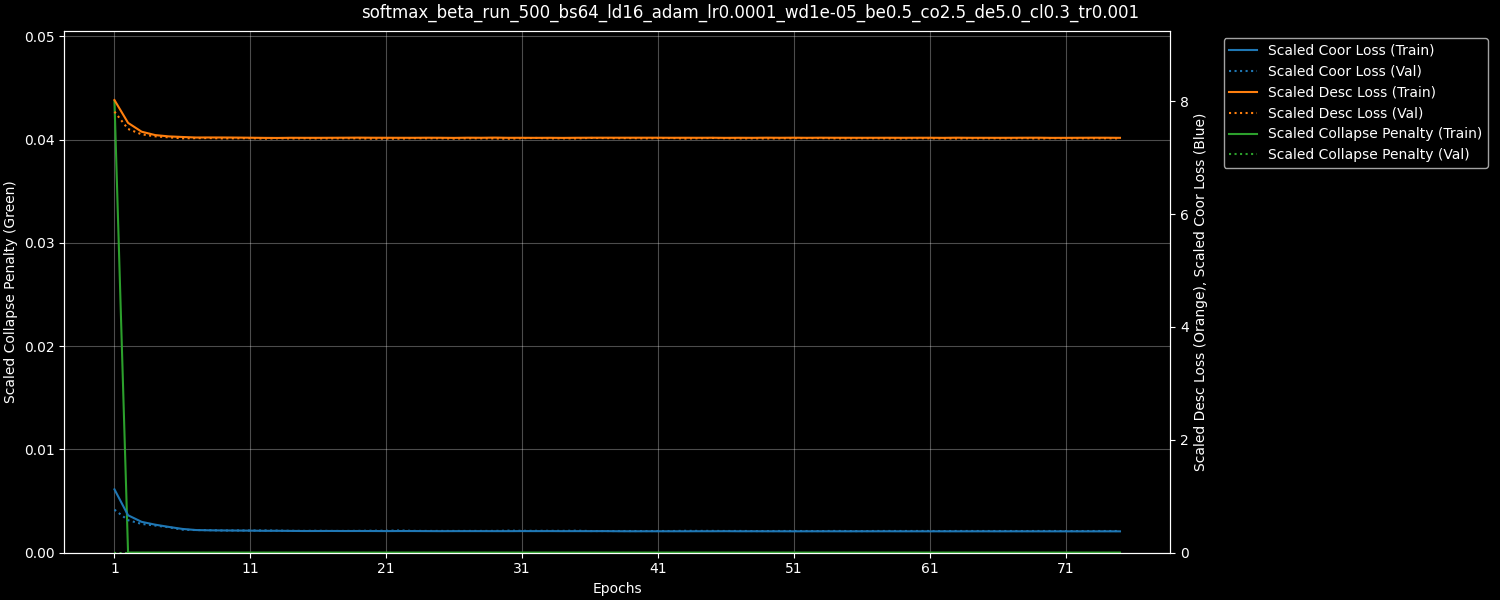 softmax_beta_run_500_bs64_ld16_adam_lr0.0001_wd1e-05_be0.5_co2.5_de5.0_cl0.3_tr0.001
Scaled Coor Loss (Train)
Scaled Coor Loss (Val)
Scaled Desc Loss (Train)
Scaled Desc Loss (Val)
Scaled Collapse Penalty (Train)
Scaled Collapse Penalty (Val)
Scaled Collapse Penalty (Green)
0.05
0.04
0.03
0.02
0.01
0.00
8
6
4
2
0
Scaled Desc Loss (Orange), Scaled Coor Loss (Blue)
1 11 21 31 41 51 61 71
Epochs